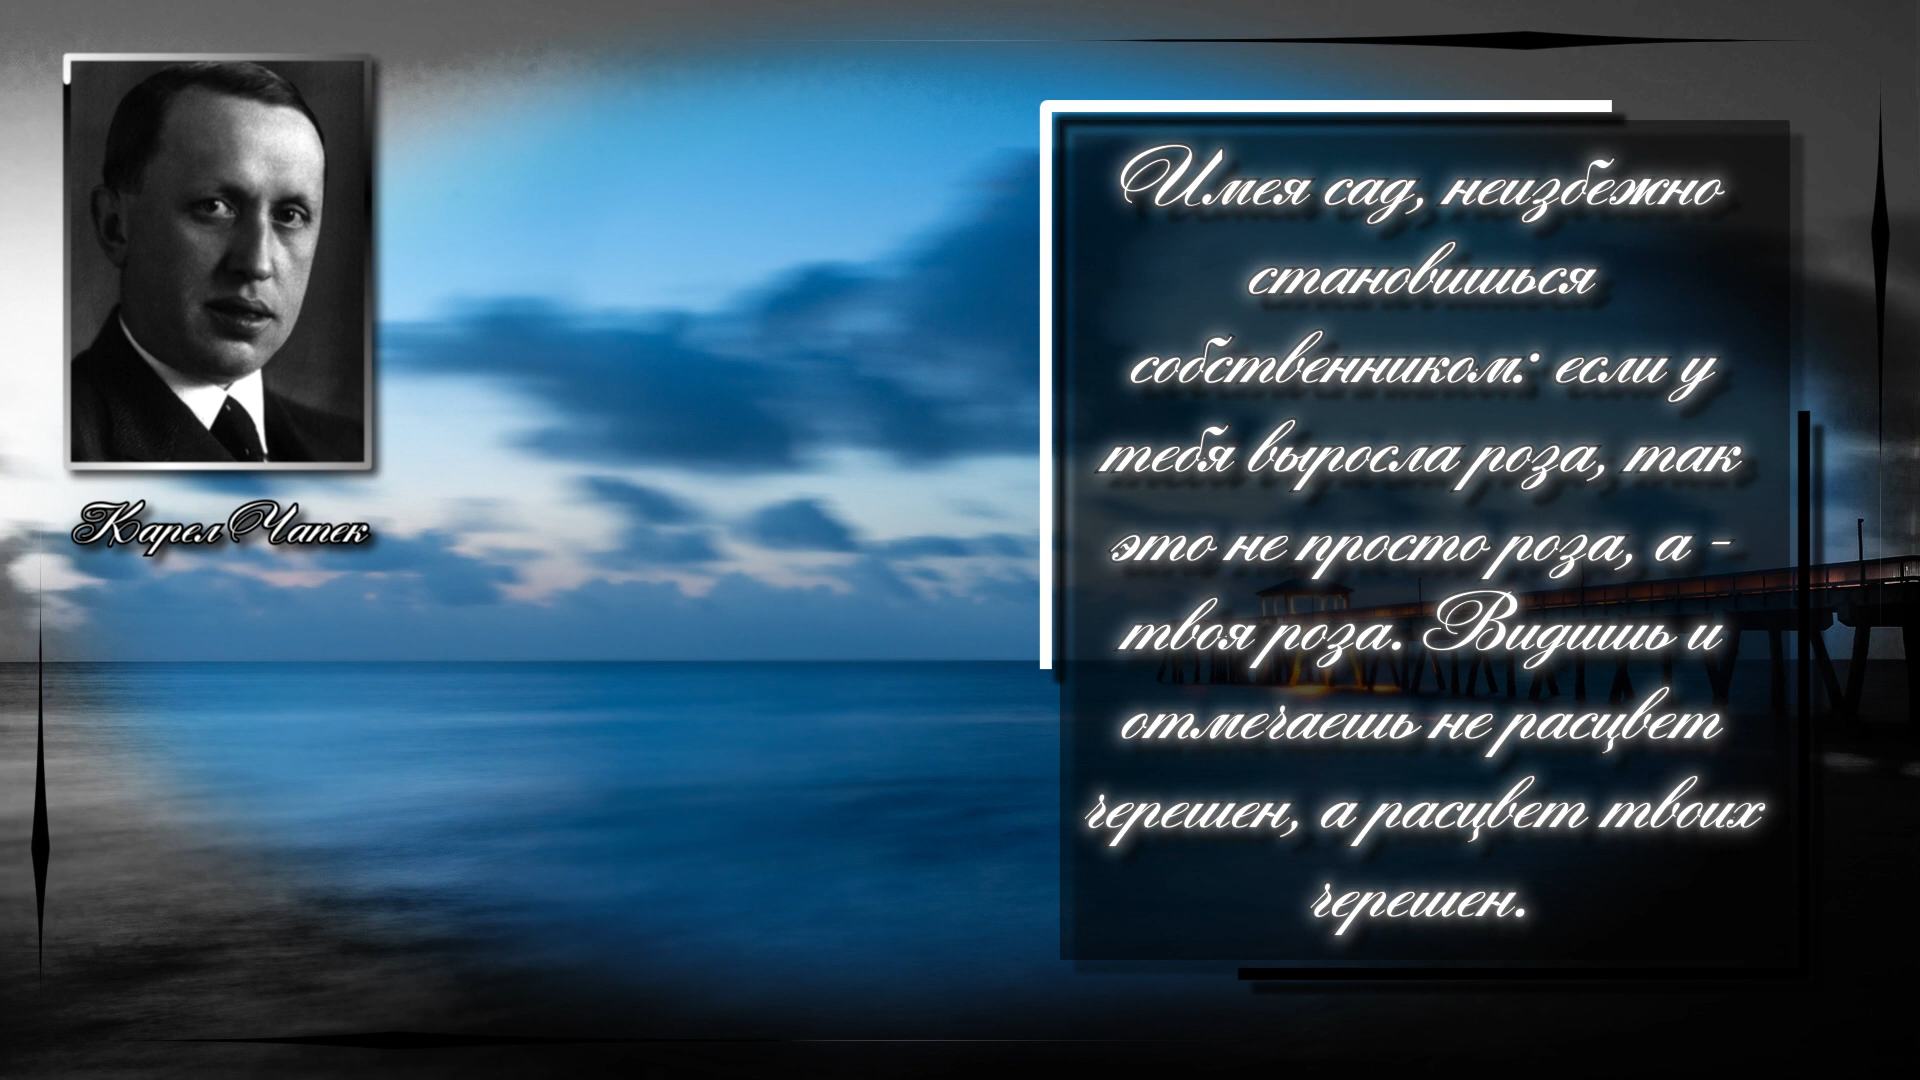 Карел Чапек
Имея сад, неизбежно
становишься
собственником: если у
тебя выросла роза, так
это не просто роза, а -
твоя роза. Видишь и
отмечаешь не расцвет
черешен, а расцвет твоих
черешен.